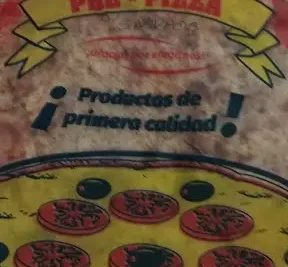 PRE - PIZZA
¡Productos de
primera calidad!